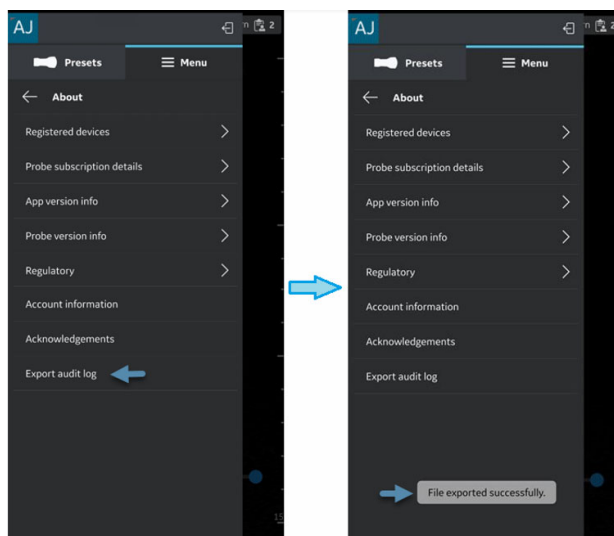 AJ
n 2
Presets Menu
About
Registered devices
Probe subscription details
App version info
Probe version info
Regulatory
Account information
Acknowledgements
Export audit log
15
AJ
n 2
Presets Menu
About
Registered devices
Probe subscription details
App version info
Probe version info
Regulatory
Account information
Acknowledgements
Export audit log
File exported successfully.